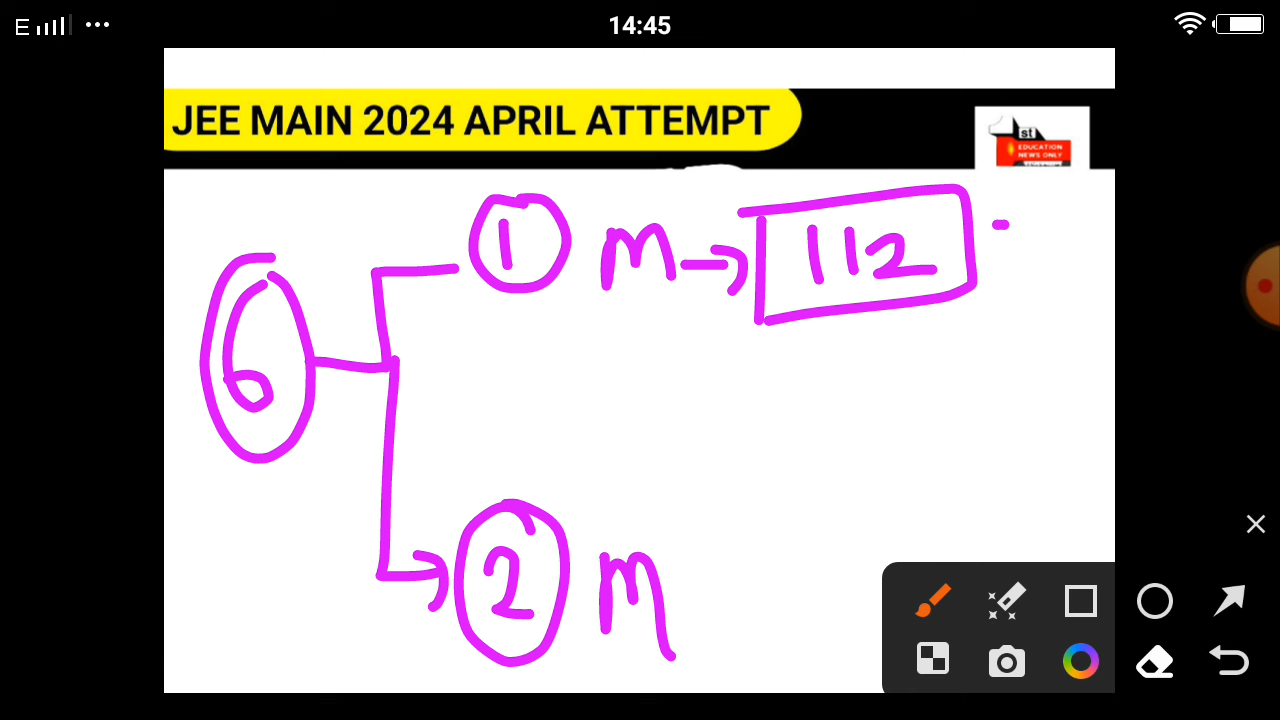 E 14:45
JEE MAIN 2024 APRIL ATTEMPT
st
EDUCATION
NEWS ONLY
1 m → 112
6
2 m